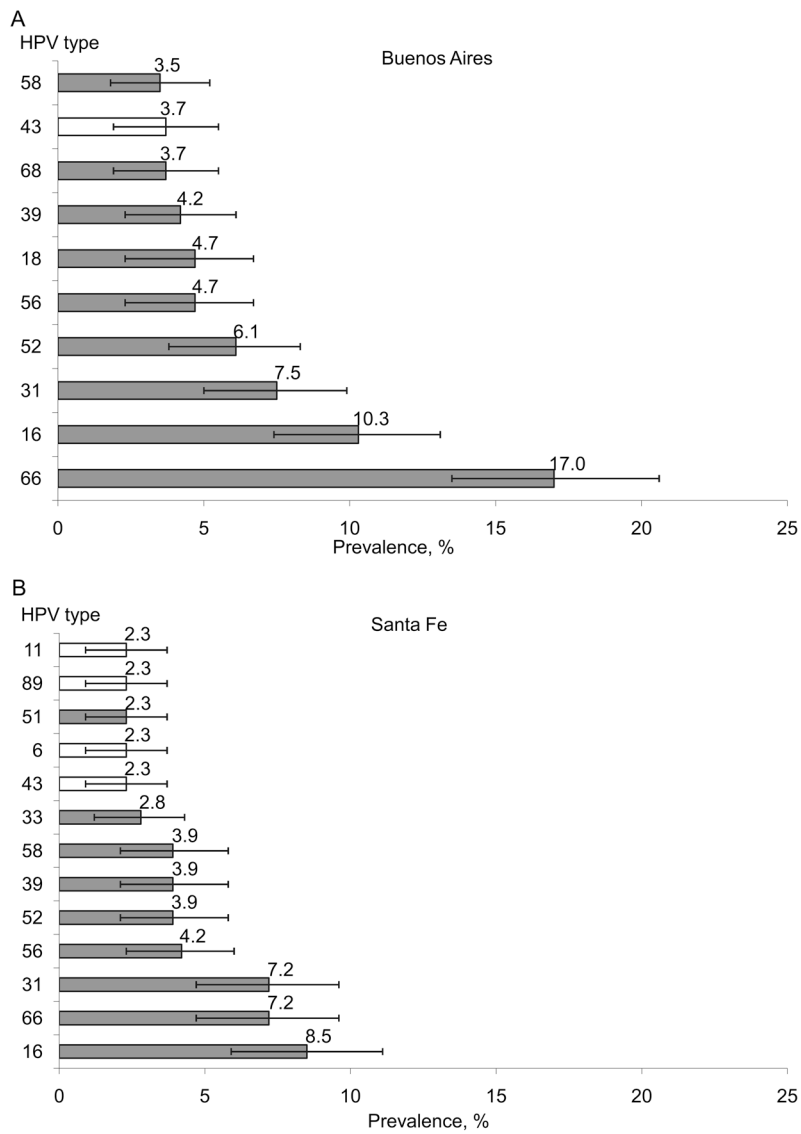 A
HPV type
Buenos Aires
58 3.5
43 3.7
68 3.7
39 4.2
18 4.7
56 4.7
52 6.1
31 7.5
16 10.3
66 17.0
0 5 10 15 20 25
Prevalence, %
B
HPV type
Santa Fe
11 2.3
89 2.3
51 2.3
6 2.3
43 2.3
33 2.8
58 3.9
39 3.9
52 3.9
56 4.2
31 7.2
66 7.2
16 8.5
0 5 10 15 20 25
Prevalence, %